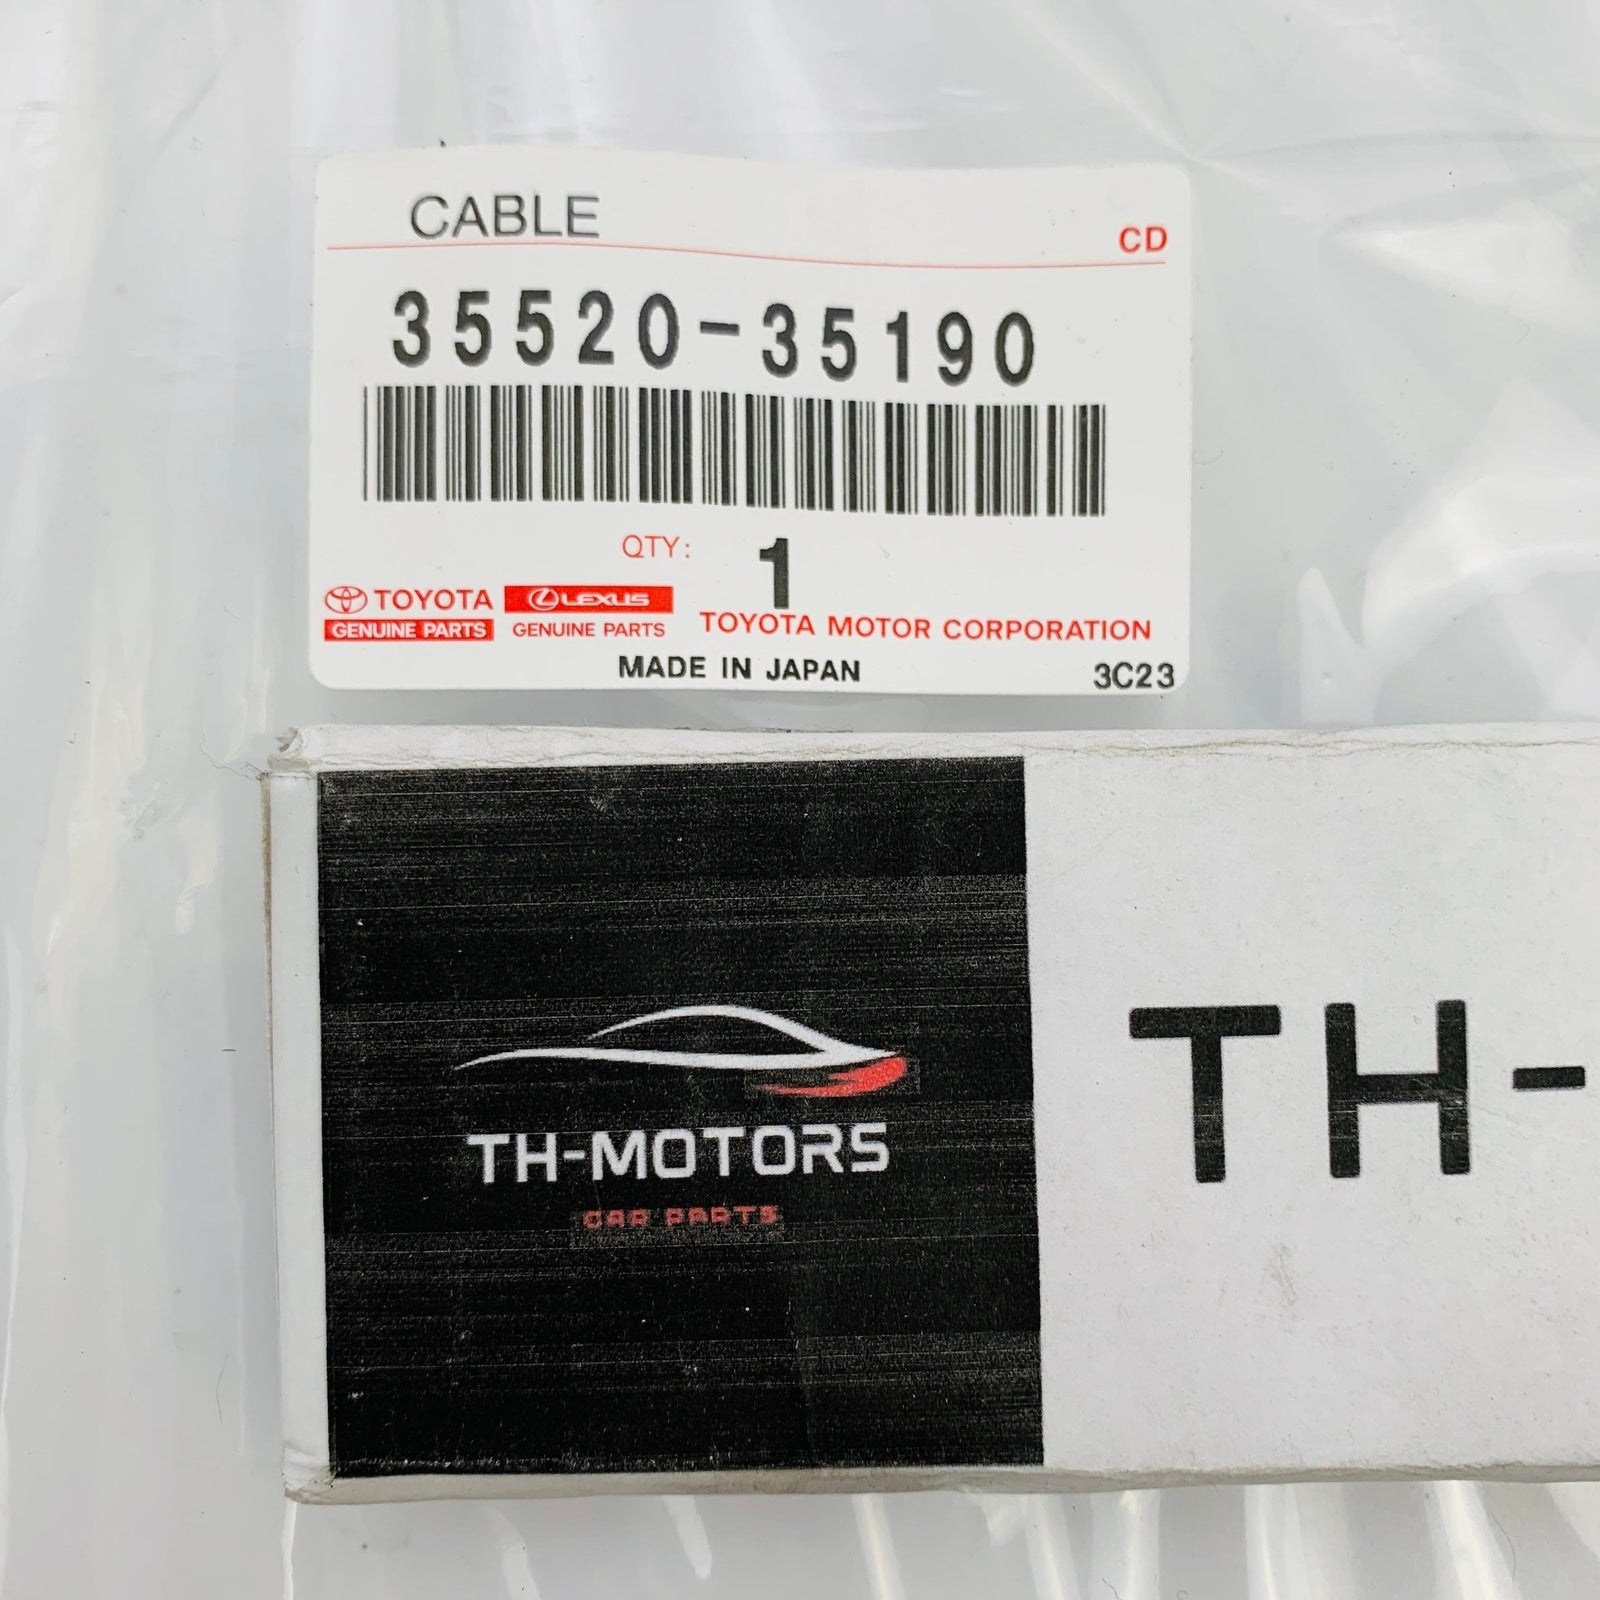 CABLE
CD
35520-35190
QTY: 1
TOYOTA LEXUS
GENUINE PARTS GENUINE PARTS TOYOTA MOTOR CORPORATION
MADE IN JAPAN 3C23
TH-
TH-MOTORS
CAR PARTS